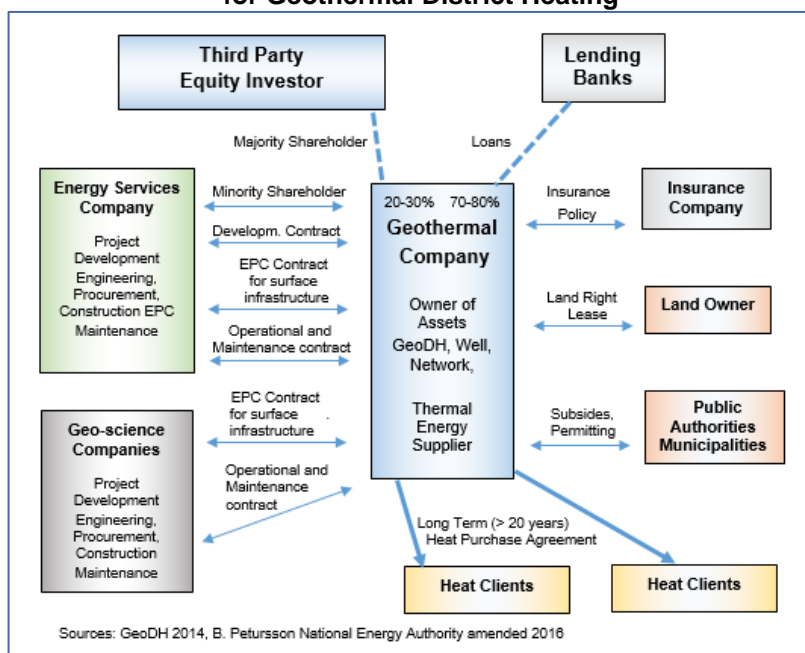 for Geothermal District Heating
Third Party
Equity Investor
Lending
Banks
Majority Shareholder
Loans
Energy Services
Company
Project
Development
Engineering,
Procurement,
Construction EPC
Maintenance
Minority Shareholder
Developm. Contract
EPC Contract
for surface
infrastructure
Operational and
Maintenance contract
20-30% 70-80%
Geothermal
Company
Owner of
Assets
GeoDH, Well,
Network,
Thermal
Energy
Supplier
Insurance
Policy
Insurance
Company
Land Right
Lease
Land Owner
Subsides,
Permitting
Public
Authorities
Municipalities
Geo-science
Companies
Project
Development
Engineering,
Procurement,
Construction
Maintenance
EPC Contract
for surface .
infrastructure
Operational and
Maintenance
contract
Long Term (> 20 years)
Heat Purchase Agreement
Heat Clients
Heat Clients
Sources: GeoDH 2014, B. Petursson National Energy Authority amended 2016